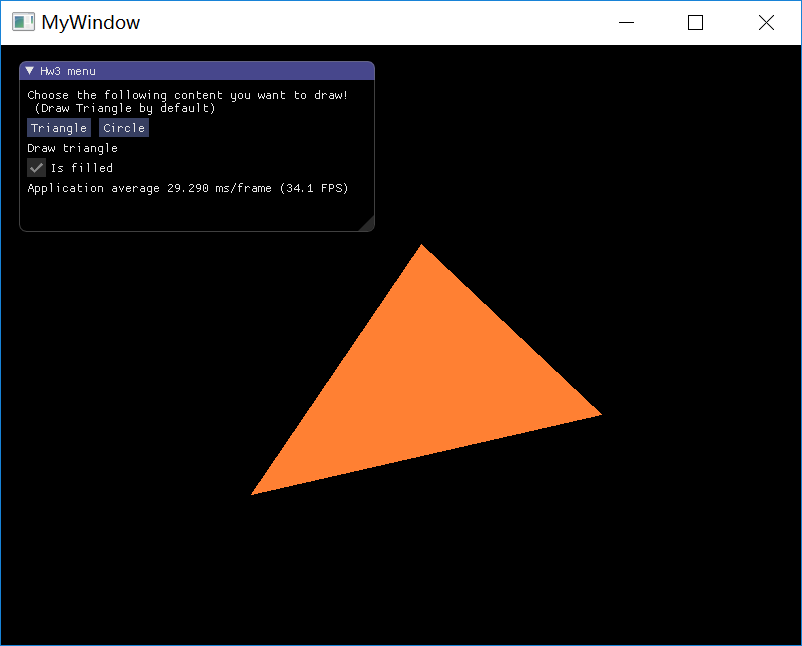 MyWindow
Hw3 menu
Choose the following content you want to draw!
(Draw Triangle by default)
Triangle Circle
Draw triangle
Is filled
Application average 29.290 ms/frame (34.1 FPS)